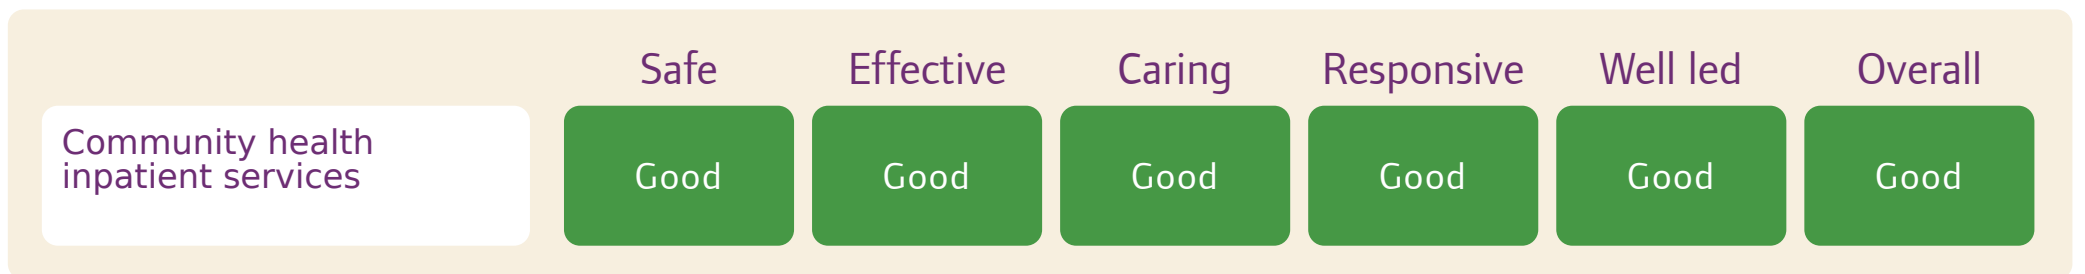 Safe Effective Caring Responsive Well led Overall
Community health
inpatient services
Good Good Good Good Good Good